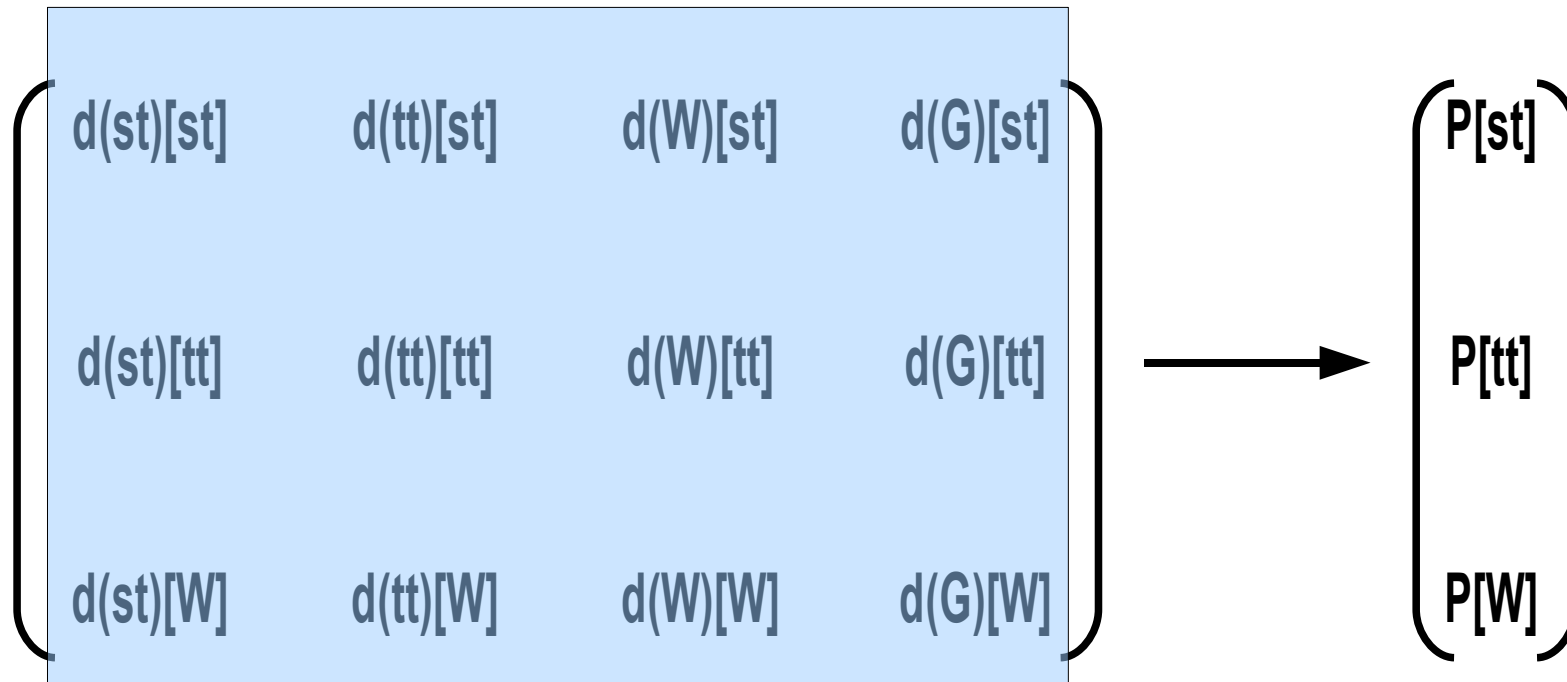 d(st)[st] d(tt)[st] d(W)[st] d(G)[st] P[st]
d(st)[tt] d(tt)[tt] d(W)[tt] d(G)[tt] P[tt]
d(st)[W] d(tt)[W] d(W)[W] d(G)[W] P[W]